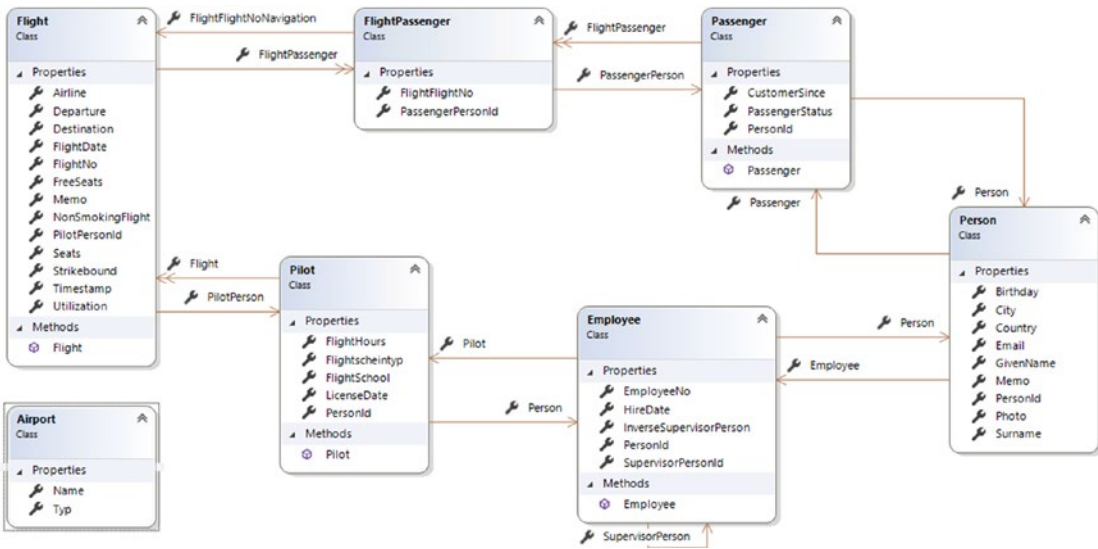 Flight
Class
Properties
Airline
Departure
Destination
FlightDate
FlightNo
FreeSeats
Memo
NonSmokingFlight
PilotPersonId
Seats
Strikebound
Timestamp
Utilization
Methods
Flight
FlightFlightNoNavigation
FlightPassenger
FlightPassenger
Class
Properties
FlightFlightNo
PassengerPersonId
FlightPassenger
PassengerPerson
Passenger
Class
Properties
CustomerSince
PassengerStatus
PersonId
Methods
Passenger
Person
Passenger
Person
Class
Properties
Birthday
City
Country
Email
GivenName
Memo
PersonId
Photo
Surname
Flight
PilotPerson
Pilot
Class
Properties
FlightHours
Flightscheintyp
FlightSchool
LicenseDate
PersonId
Methods
Pilot
Pilot
Person
Employee
Class
Properties
EmployeeNo
HireDate
InverseSupervisorPerson
PersonId
SupervisorPersonId
Methods
Employee
Person
Employee
SupervisorPerson
Airport
Class
Properties
Name
Typ